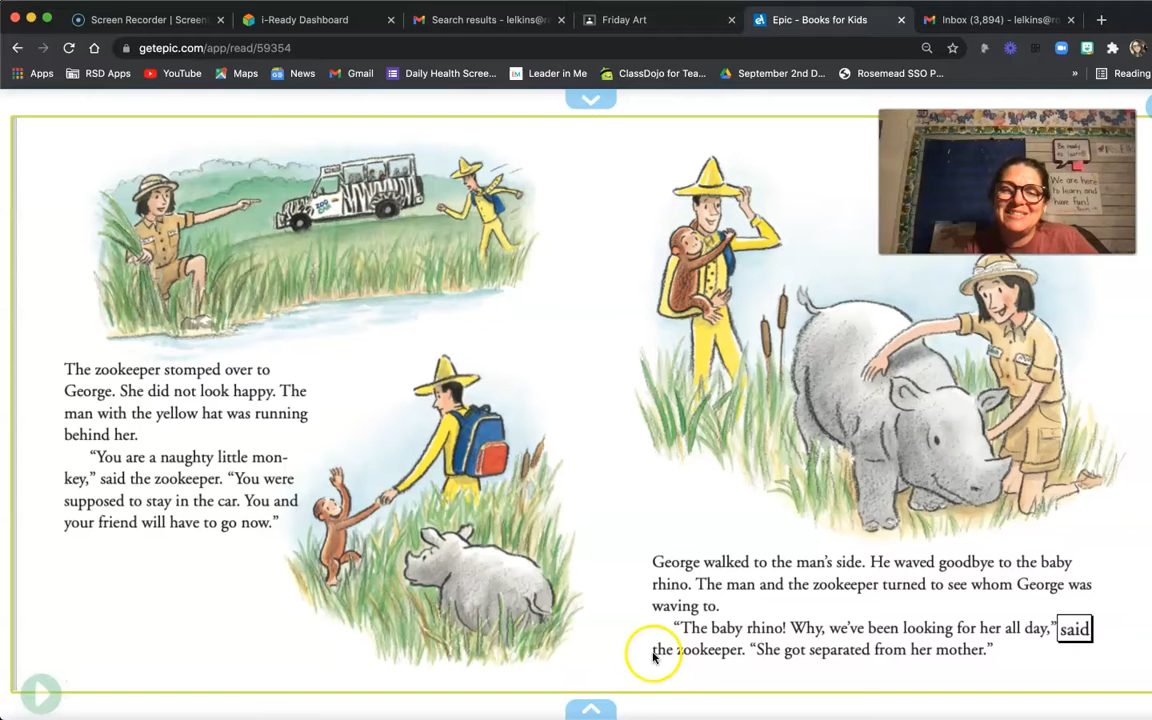 Screen Recorder | Screen
i-Ready Dashboard
Search results - lelkins@r
Friday Art
Epic - Books for Kids
Inbox (3,894) - lelkins@ro
getepic.com/app/read/59354
Apps
RSD Apps
YouTube
Maps
News
Gmail
Daily Health Scree...
Leader in Me
ClassDojo for Tea...
September 2nd D...
Rosemead SSO P...
»
Reading
Be ready
to learn!
We are here
to learn and
have fun!
ZOO
The zookeeper stomped over to
George. She did not look happy. The
man with the yellow hat was running
behind her.
“You are a naughty little mon-
key,” said the zookeeper. “You were
supposed to stay in the car. You and
your friend will have to go now.”
George walked to the man’s side. He waved goodbye to the baby
rhino. The man and the zookeeper turned to see whom George was
waving to.
“The baby rhino! Why, we’ve been looking for her all day,” said
the zookeeper. “She got separated from her mother.”